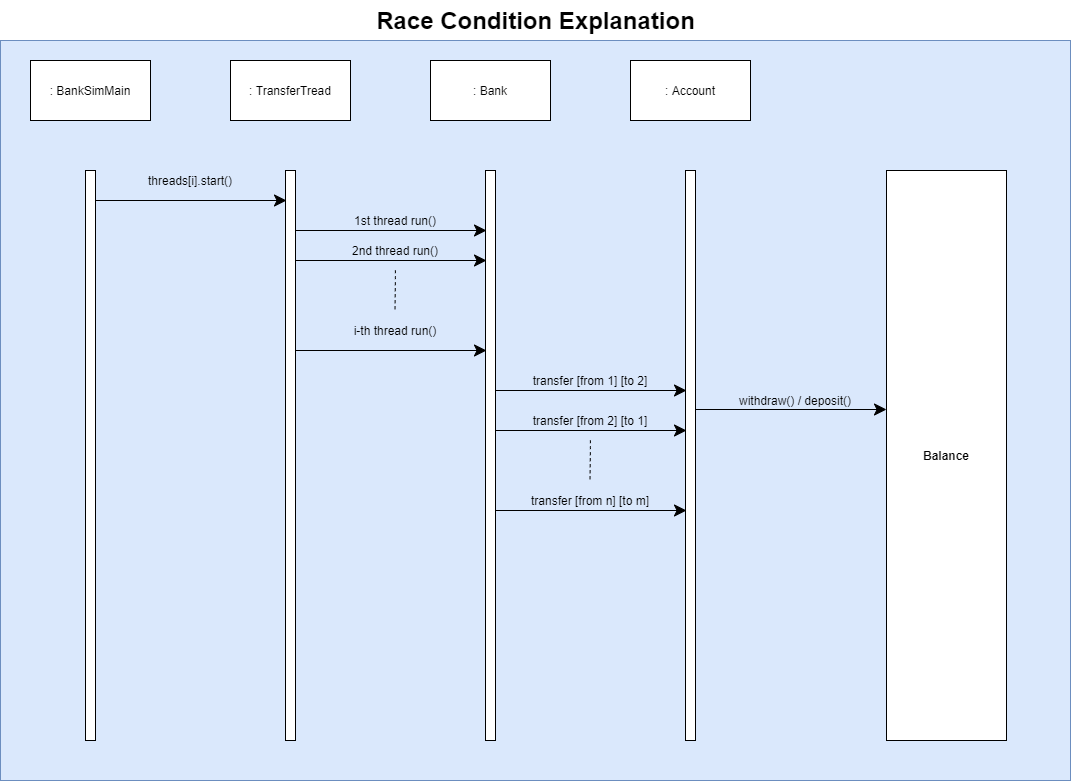 Race Condition Explanation
: BankSimMain
: TransferTread
: Bank
: Account
threads[i].start()
1st thread run()
2nd thread run()
i-th thread run()
transfer [from 1] [to 2]
withdraw() / deposit()
transfer [from 2] [to 1]
Balance
transfer [from n] [to m]